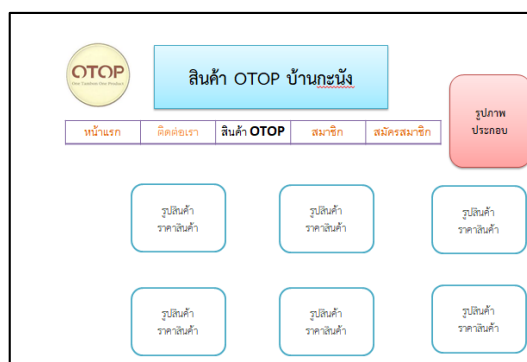 OTOP
สินค้า OTOP บ้านกะนัง
รูปภาพ
ประกอบ
หน้าแรก ติดต่อเรา สินค้า OTOP สมาชิก สมัครสมาชิก
รูปสินค้า รูปสินค้า รูปสินค้า
ราคาสินค้า ราคาสินค้า ราคาสินค้า
รูปสินค้า รูปสินค้า รูปสินค้า
ราคาสินค้า ราคาสินค้า ราคาสินค้า